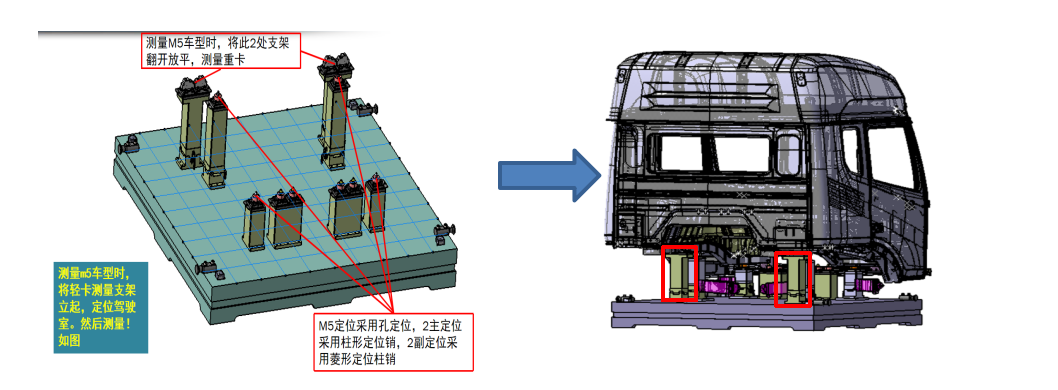 测量M5车型时，将此2处支架
翻开放平，测量重卡
测量m5车型时，
将轻卡测量支架
立起，定位驾驶
室。然后测量！
如图
M5定位采用孔定位，2主定位
采用柱形定位销，2副定位采
用菱形定位柱销